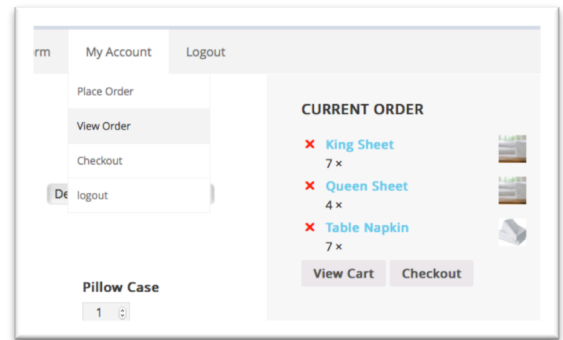 rm
My Account
Logout
Place Order
View Order
Checkout
De
logout
CURRENT ORDER
× King Sheet
7 ×
× Queen Sheet
4 ×
× Table Napkin
7 ×
View Cart
Checkout
Pillow Case
1